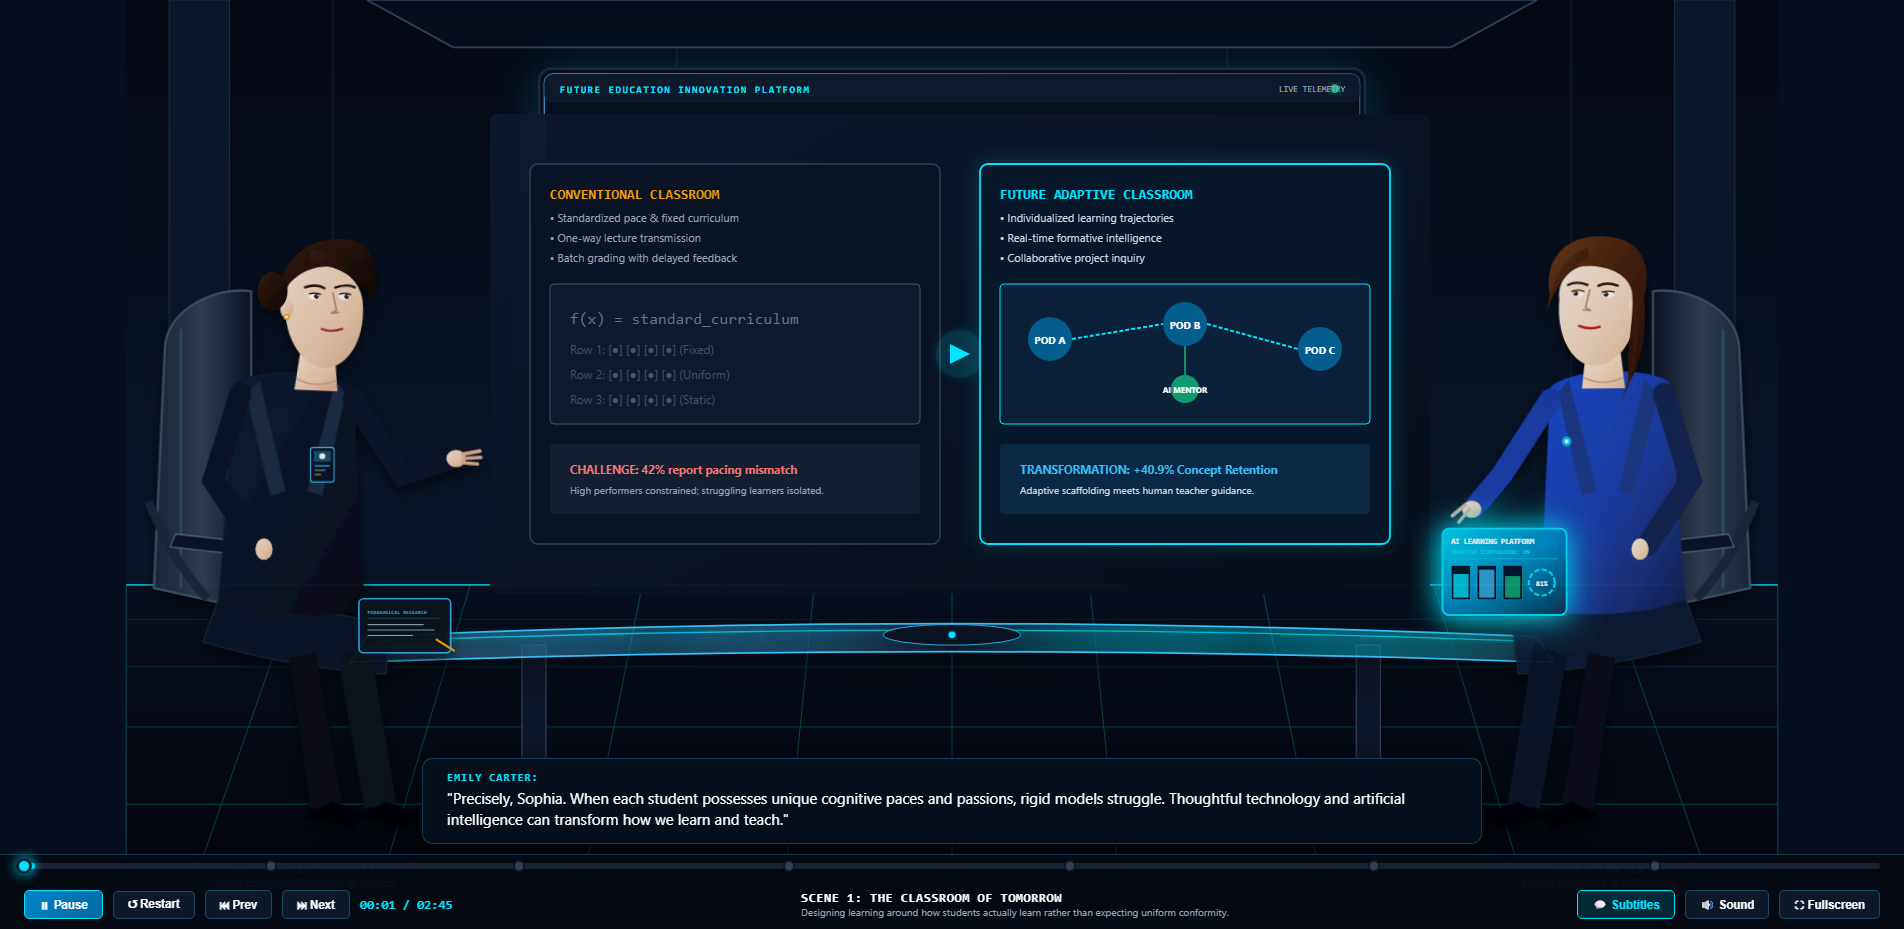 FUTURE EDUCATION INNOVATION PLATFORM
LIVE TELEMETRY
CONVENTIONAL CLASSROOM
• Standardized pace & fixed curriculum
• One-way lecture transmission
• Batch grading with delayed feedback
f(x) = standard_curriculum
Row 1: [●] [●] [●] [●] (Fixed)
Row 2: [●] [●] [●] [●] (Uniform)
Row 3: [●] [●] [●] [●] (Static)
CHALLENGE: 42% report pacing mismatch
High performers constrained; struggling learners isolated.
FUTURE ADAPTIVE CLASSROOM
• Individualized learning trajectories
• Real-time formative intelligence
• Collaborative project inquiry
POD A
POD B
POD C
AI MENTOR
TRANSFORMATION: +40.9% Concept Retention
Adaptive scaffolding meets human teacher guidance.
AI LEARNING PLATFORM
ADAPTIVE SCAFFOLDING: ON
81%
PEDAGOGICAL RESEARCH
EMILY CARTER:
"Precisely, Sophia. When each student possesses unique cognitive paces and passions, rigid models struggle. Thoughtful technology and artificial
intelligence can transform how we learn and teach."
Pause
Restart
Prev
Next
00:01 / 02:45
SCENE 1: THE CLASSROOM OF TOMORROW
Designing learning around how students actually learn rather than expecting uniform conformity.
Subtitles
Sound
Fullscreen